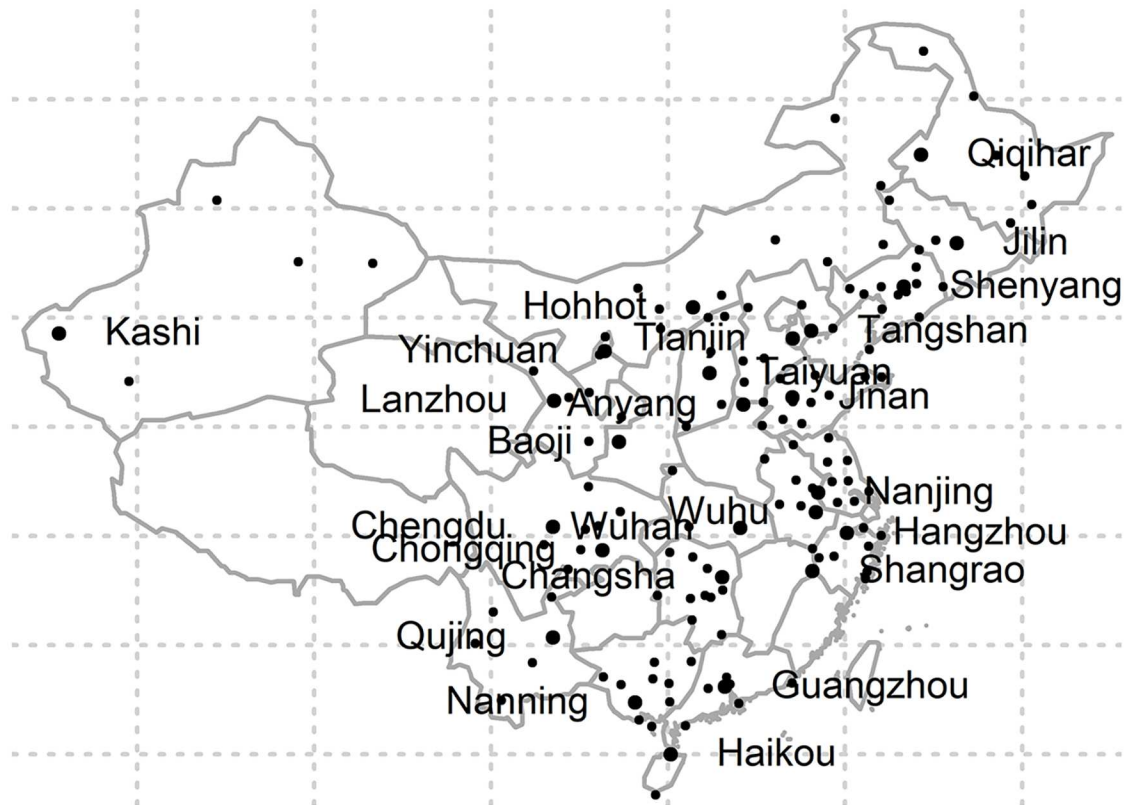 Qiqihar
Jilin
Shenyang
Hohhot
Kashi
Tianjin
Tangshan
Yinchuan
Taiyuan
Lanzhou
Anyang
Jinan
Baoji
Nanjing
Wuhu
Chengdu
Wuhan
Hangzhou
Chongqing
Changsha
Shangrao
Qujing
Guangzhou
Nanning
Haikou